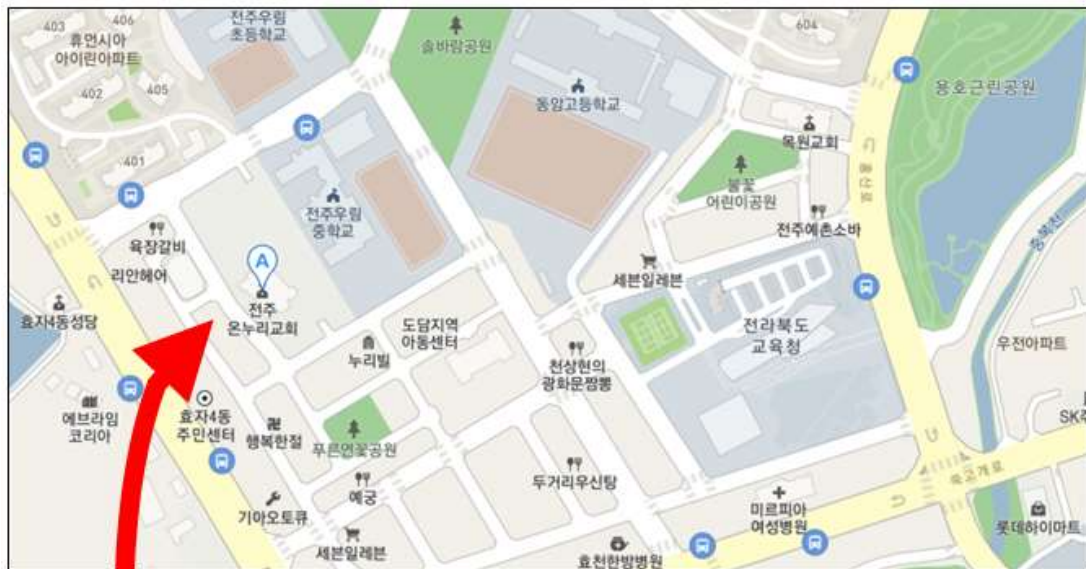 403
406
전주우림
초등학교
604
휴먼시아
아이린아파트
솔바람공원
402
405
용호근린공원
동암고등학교
목원교회
401
불꽃
어린이공원
홍산로
전주우림
중학교
육장갈비
전주예촌소바
중복천
리안헤어
A
세븐일레븐
전주
온누리교회
효자4동성당
도담지역
아동센터
전라북도
교육청
우전아파트
누리빌
천상현의
광화문짬뽕
에브라임
코리아
효자4동
주민센터
행복한절
푸른연꽃공원
예궁
두거리우신탕
기아오토큐
미르피아
여성병원
롯데하이마트
세븐일레븐
효천한방병원